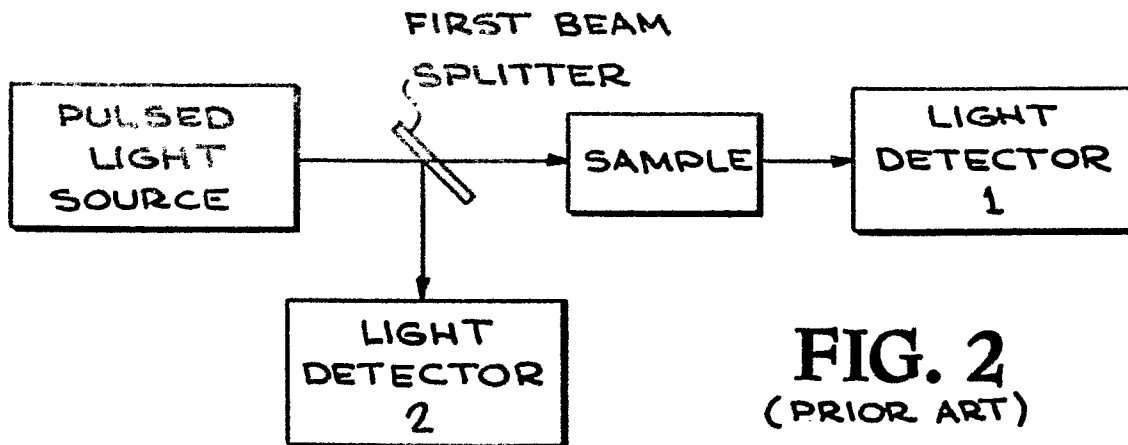 FIRST BEAM
SPLITTER
PULSED
LIGHT
SOURCE
SAMPLE
LIGHT
DETECTOR
1
LIGHT
DETECTOR
2
FIG. 2
(PRIOR ART)